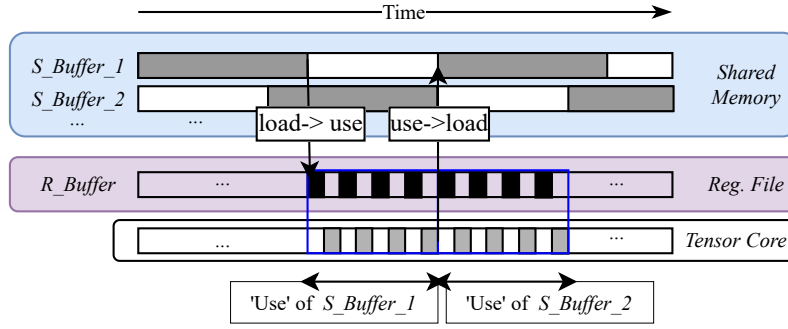 Time
S_Buffer_1
S_Buffer_2
... ...
Shared
Memory
load-> use
use->load
R_Buffer
...
...
Reg. File
...
...
Tensor Core
'Use' of S_Buffer_1
'Use' of S_Buffer_2